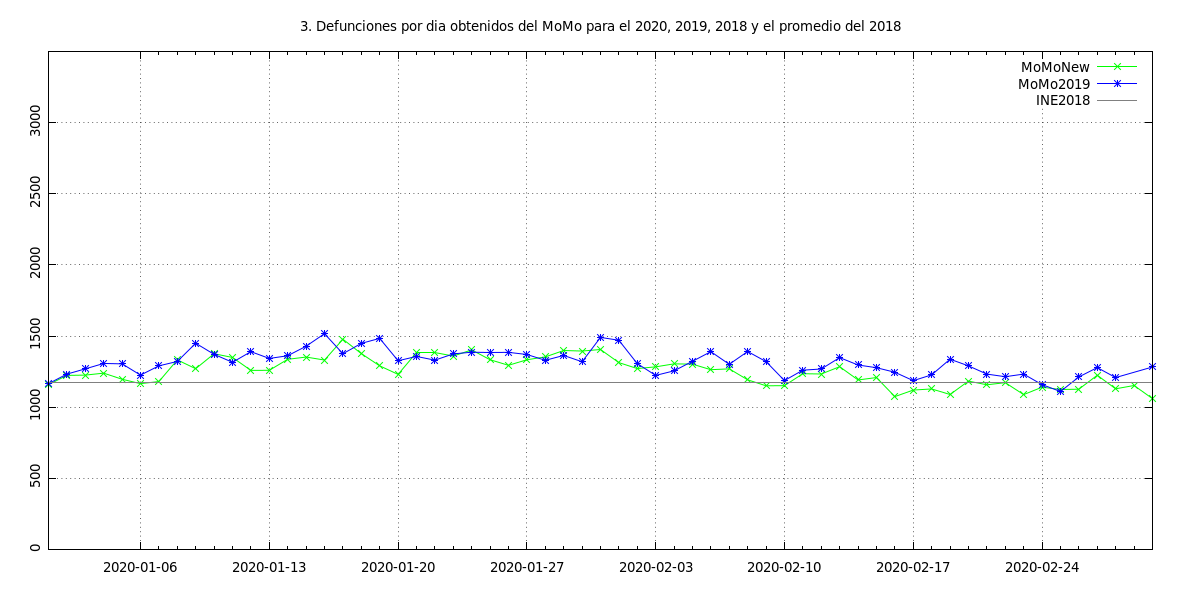 3. Defunciones por dia obtenidos del MoMo para el 2020, 2019, 2018 y el promedio del 2018
MoMoNew
MoMo2019
INE2018
3000
2500
2000
1500
1000
500
0
2020-01-06 2020-01-13 2020-01-20 2020-01-27 2020-02-03 2020-02-10 2020-02-17 2020-02-24